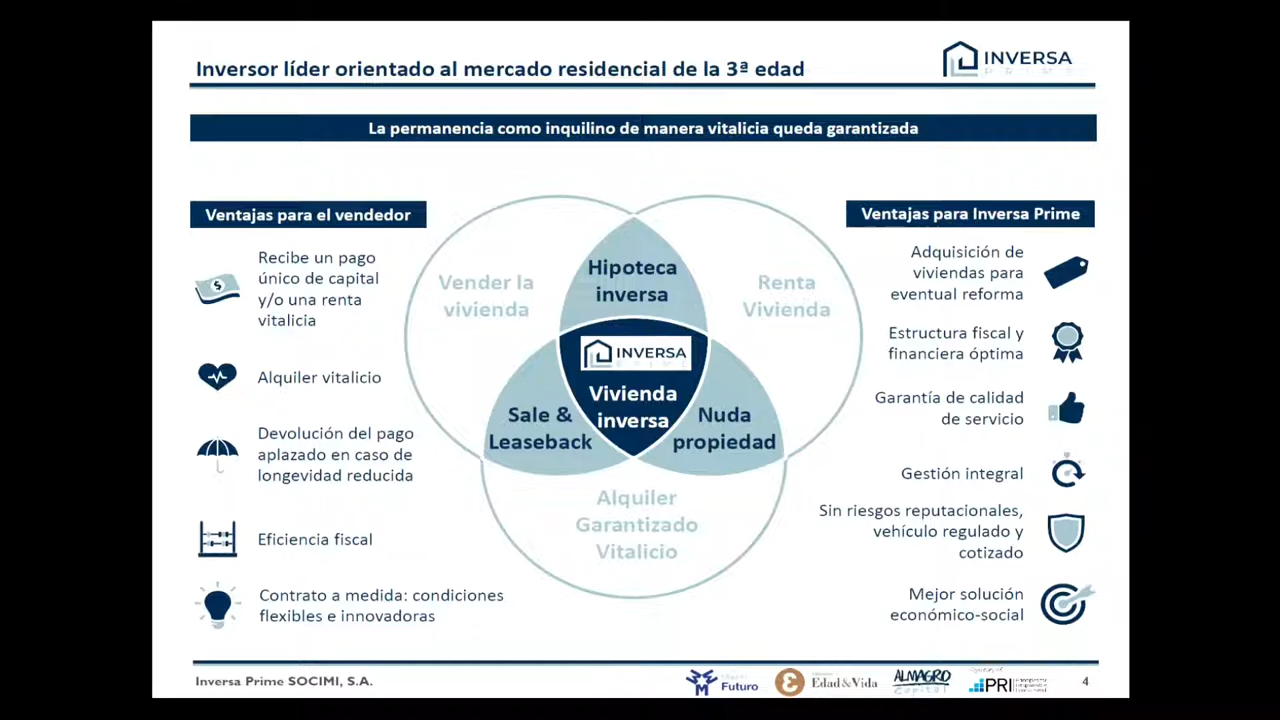 Inversor líder orientado al mercado residencial de la 3ª edad
INVERSA
PRIME
La permanencia como inquilino de manera vitalicia queda garantizada
Ventajas para el vendedor
Recibe un pago
único de capital
y/o una renta
vitalicia
Alquiler vitalicio
Devolución del pago
aplazado en caso de
longevidad reducida
Eficiencia fiscal
Contrato a medida: condiciones
flexibles e innovadoras
Vender la
vivienda
Hipoteca
inversa
Renta
Vivienda
INVERSA
Vivienda
inversa
Sale &
Leaseback
Nuda
propiedad
Alquiler
Garantizado
Vitalicio
Ventajas para Inversa Prime
Adquisición de
viviendas para
eventual reforma
Estructura fiscal y
financiera óptima
Garantía de calidad
de servicio
Gestión integral
Sin riesgos reputacionales,
vehículo regulado y
cotizado
Mejor solución
económico-social
Inversa Prime SOCIMI, S.A.
Futuro
Edad&Vida
ALMAGRO
Capital
PRI
4